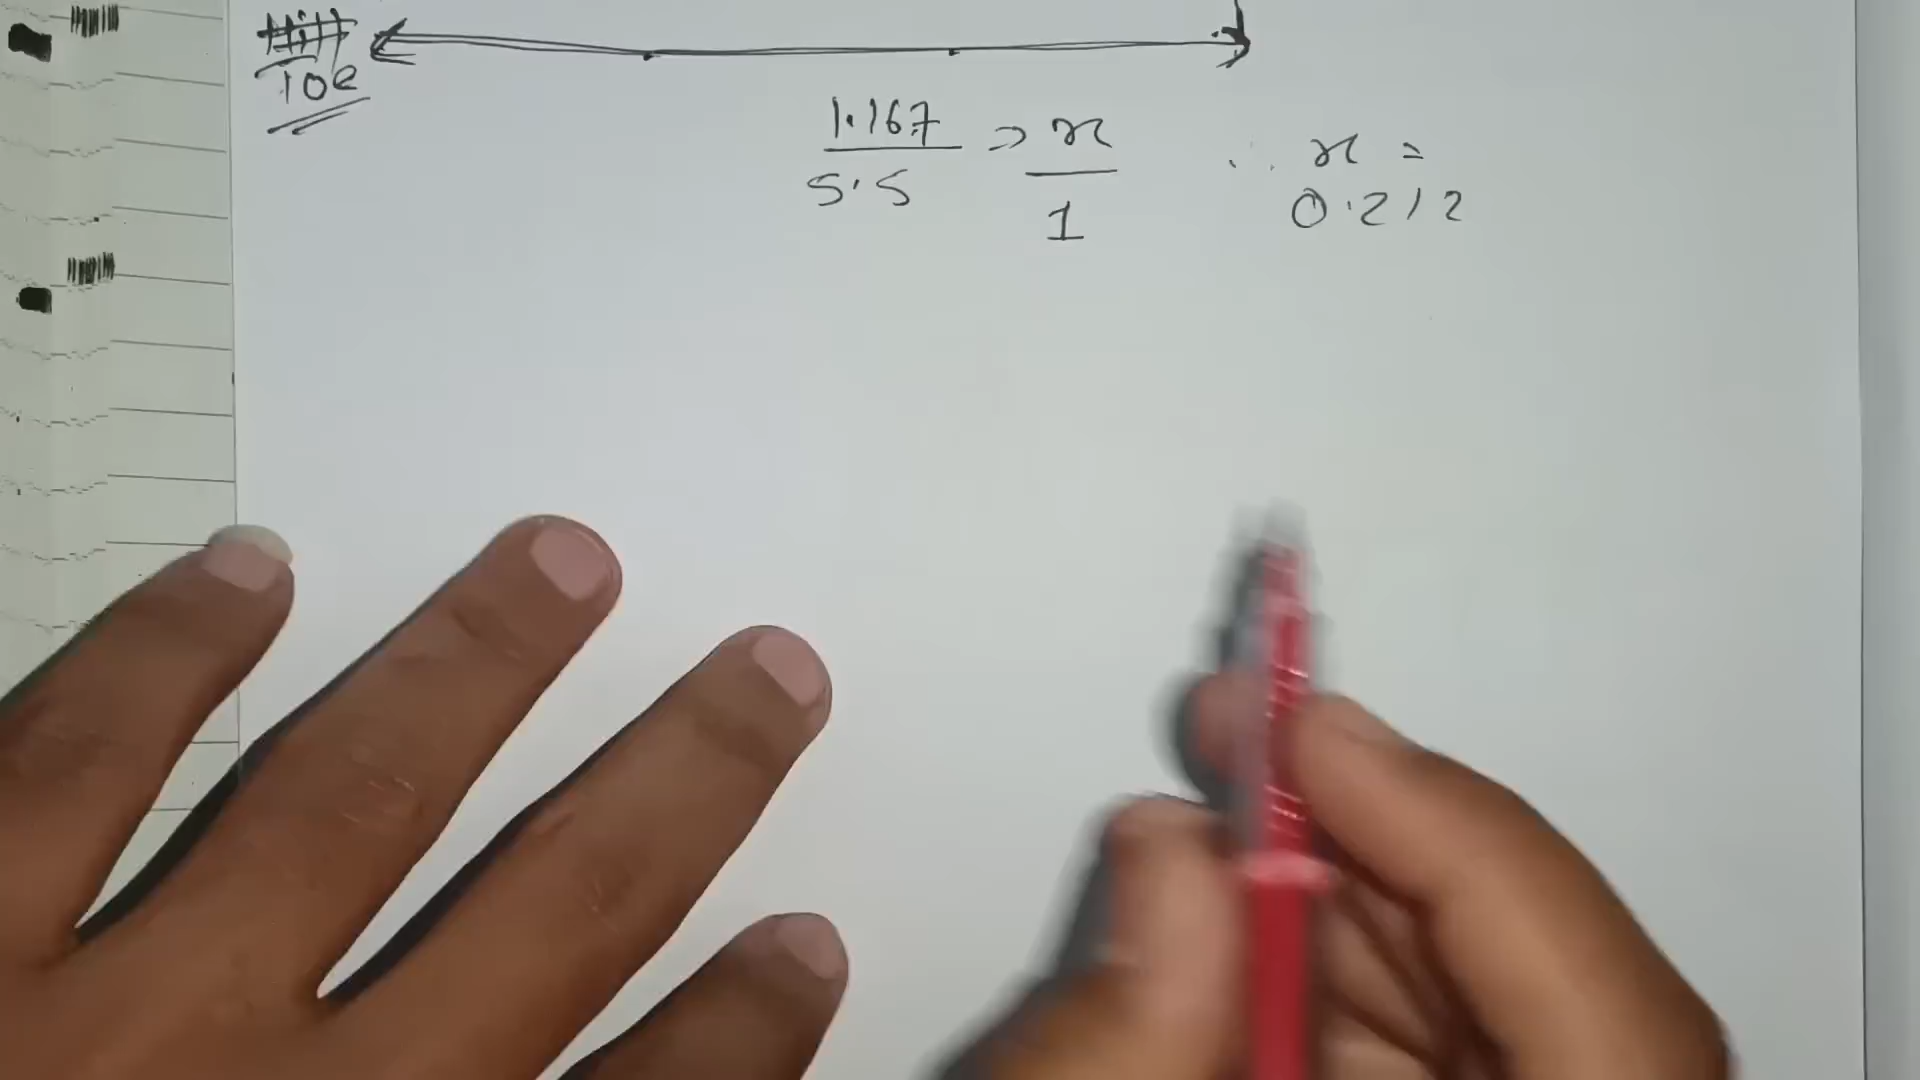 Toe
1.167 / 5.5 => x / 1 ∴ x =
0.212